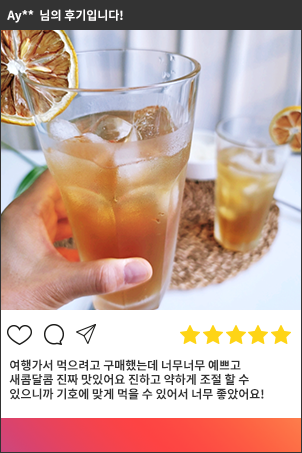 Ay** 님의 후기입니다!
여행가서 먹으려고 구매했는데 너무너무 예쁘고
새콤달콤 진짜 맛있어요 진하고 약하게 조절 할 수
있으니까 기호에 맞게 먹을 수 있어서 너무 좋았어요!